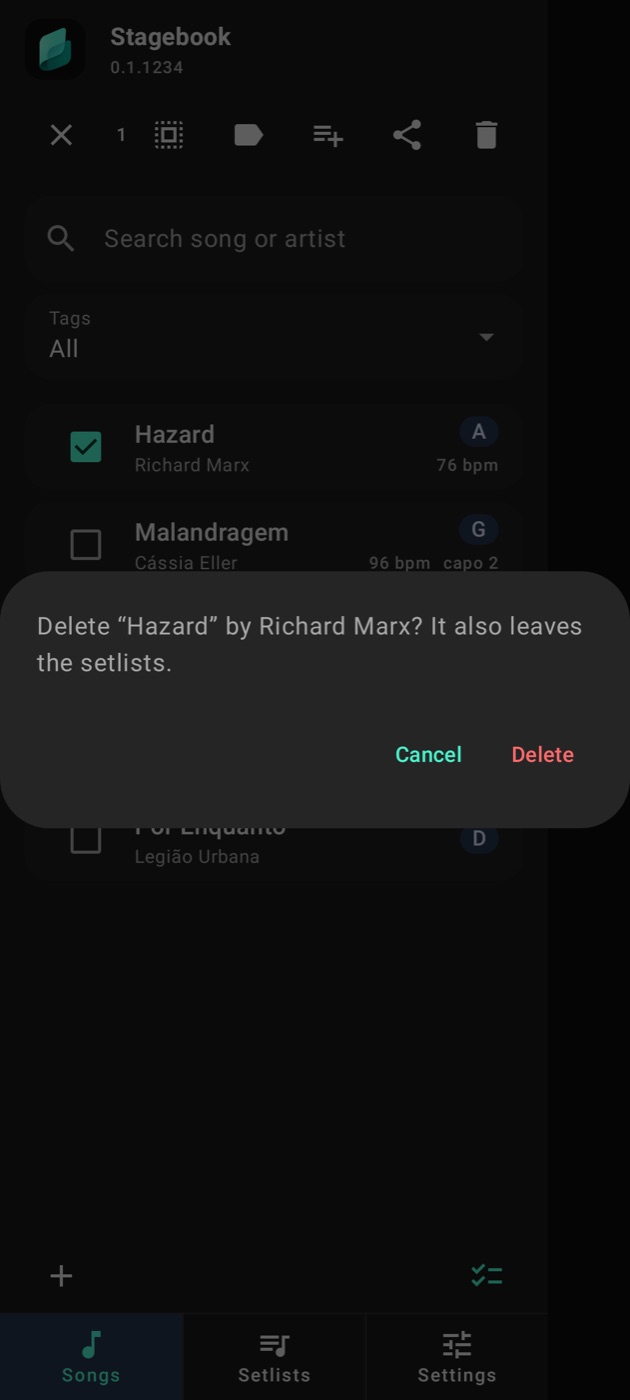 Stagebook
0.1.1234
1
Search song or artist
Tags
All
Hazard
A
Richard Marx
76 bpm
Malandragem
G
Cássia Eller
96 bpm capo 2
Delete “Hazard” by Richard Marx? It also leaves
the setlists.
Cancel
Delete
Por Enquanto
D
Legião Urbana
Songs
Setlists
Settings